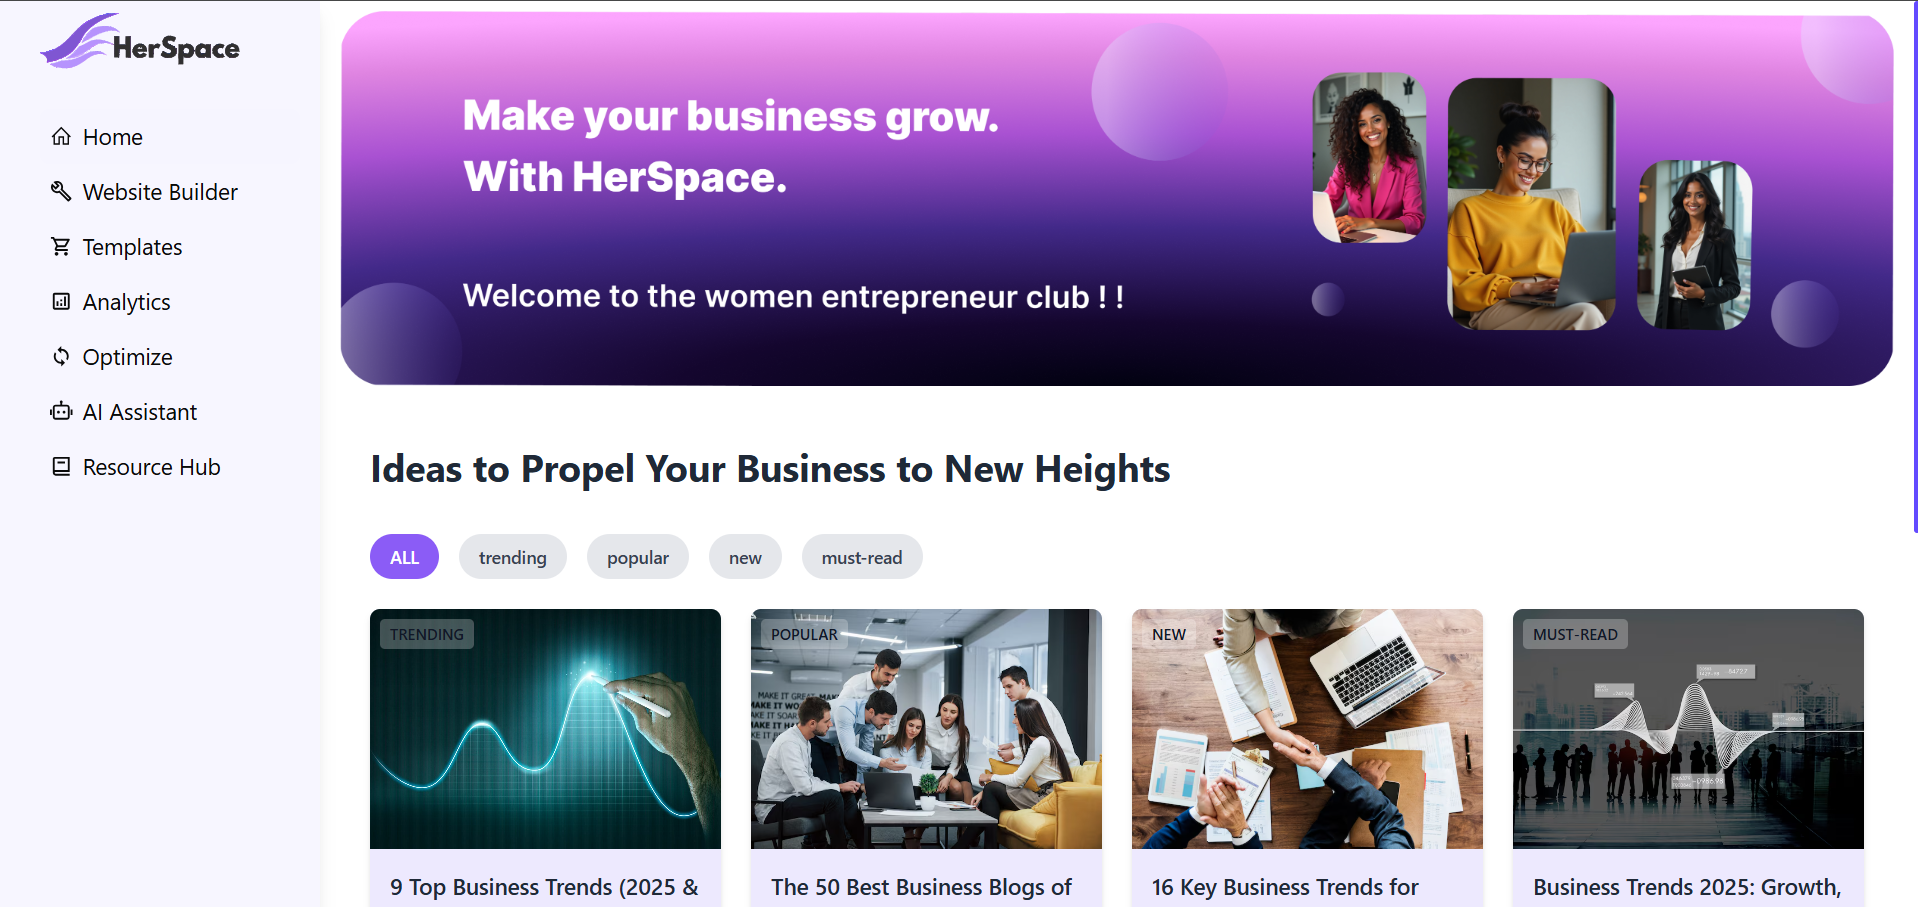 HerSpace
Home
Website Builder
Templates
Analytics
Optimize
AI Assistant
Resource Hub
Make your business grow.
With HerSpace.
Welcome to the women entrepreneur club ! !
Ideas to Propel Your Business to New Heights
ALL
trending
popular
new
must-read
TRENDING
POPULAR
NEW
MUST-READ
MAKE IT GREAT
9 Top Business Trends (2025 &
The 50 Best Business Blogs of
16 Key Business Trends for
Business Trends 2025: Growth,